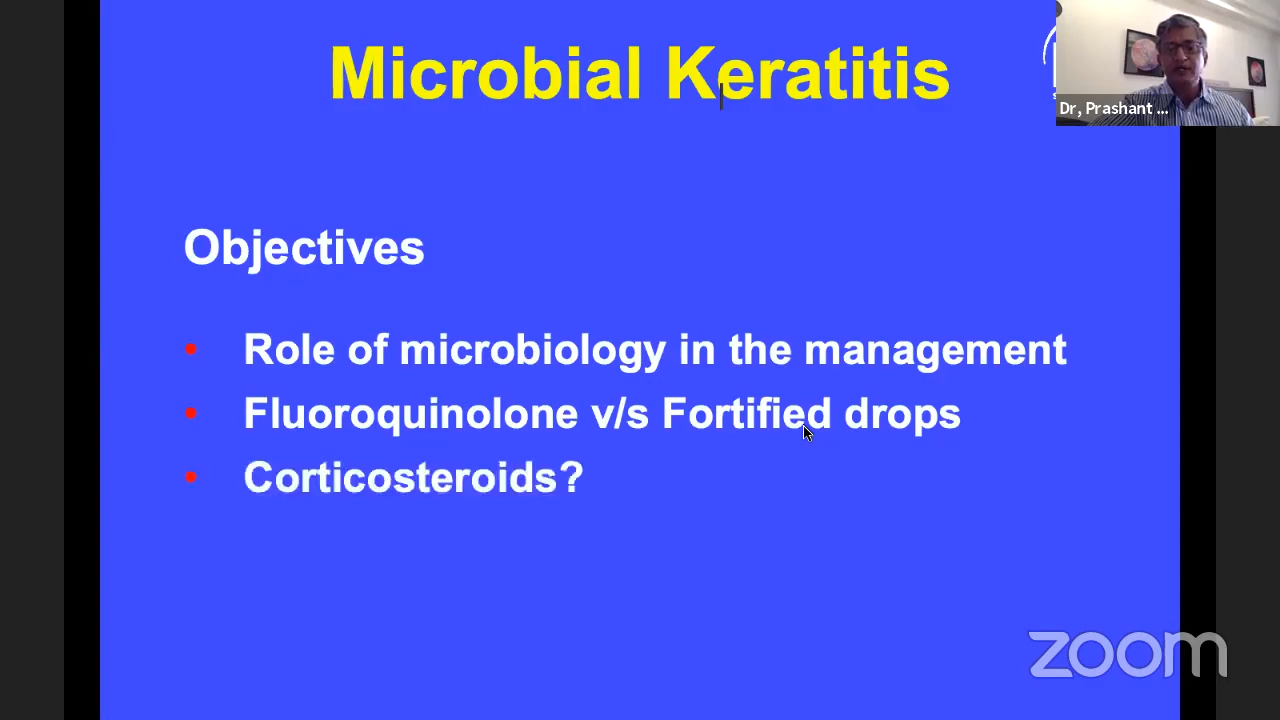 Microbial Keratitis
Dr, Prashant ...
Objectives
• Role of microbiology in the management
• Fluoroquinolone v/s Fortified drops
• Corticosteroids?
zoom